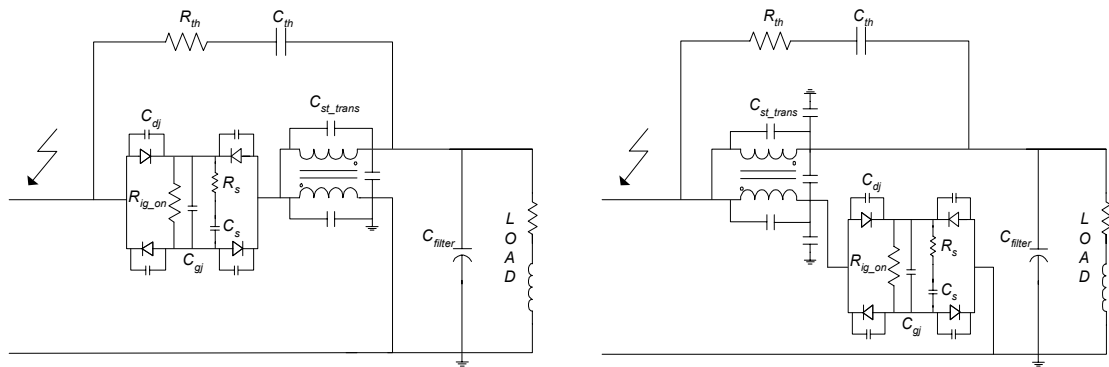 R_th
C_th
C_st_trans
C_dj
R_s
R_ig_on
C_s
C_gj
C_filter
L
O
A
D
R_th
C_th
C_st_trans
C_dj
R_ig_on
R_s
C_s
C_gj
C_filter
L
O
A
D